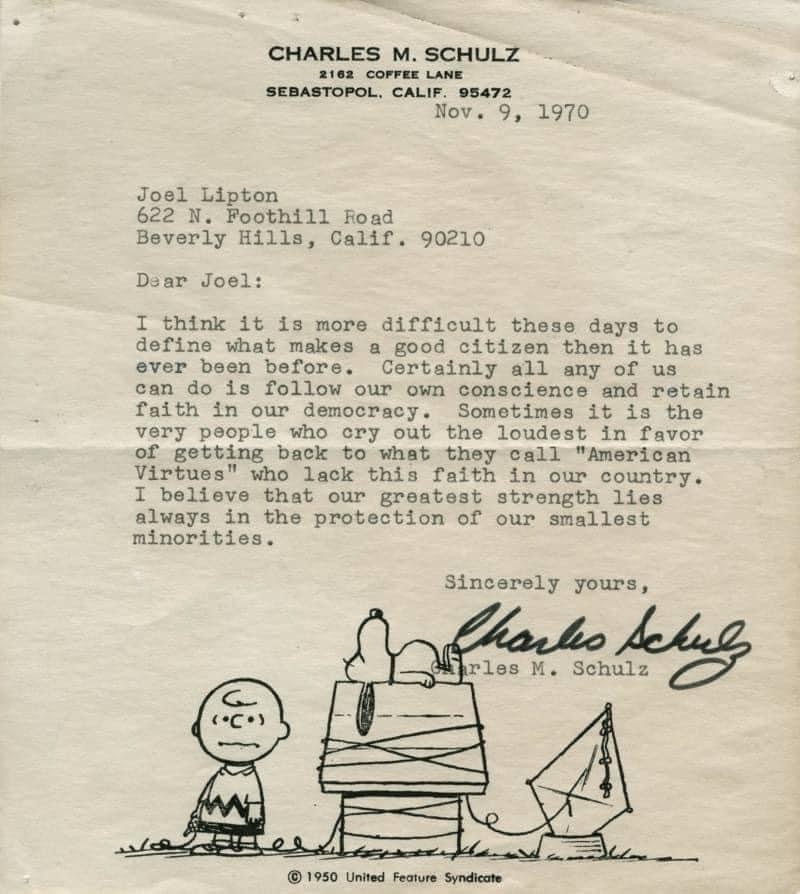 CHARLES M. SCHULZ
2162 COFFEE LANE
SEBASTOPOL, CALIF. 95472
Nov. 9, 1970
Joel Lipton
622 N. Foothill Road
Beverly Hills, Calif. 90210
Dear Joel:
I think it is more difficult these days to
define what makes a good citizen then it has
ever been before. Certainly all any of us
can do is follow our own conscience and retain
faith in our democracy. Sometimes it is the
very people who cry out the loudest in favor
of getting back to what they call "American
Virtues" who lack this faith in our country.
I believe that our greatest strength lies
always in the protection of our smallest
minorities.
Sincerely yours,
Charles Schulz
Charles M. Schulz
© 1950 United Feature Syndicate